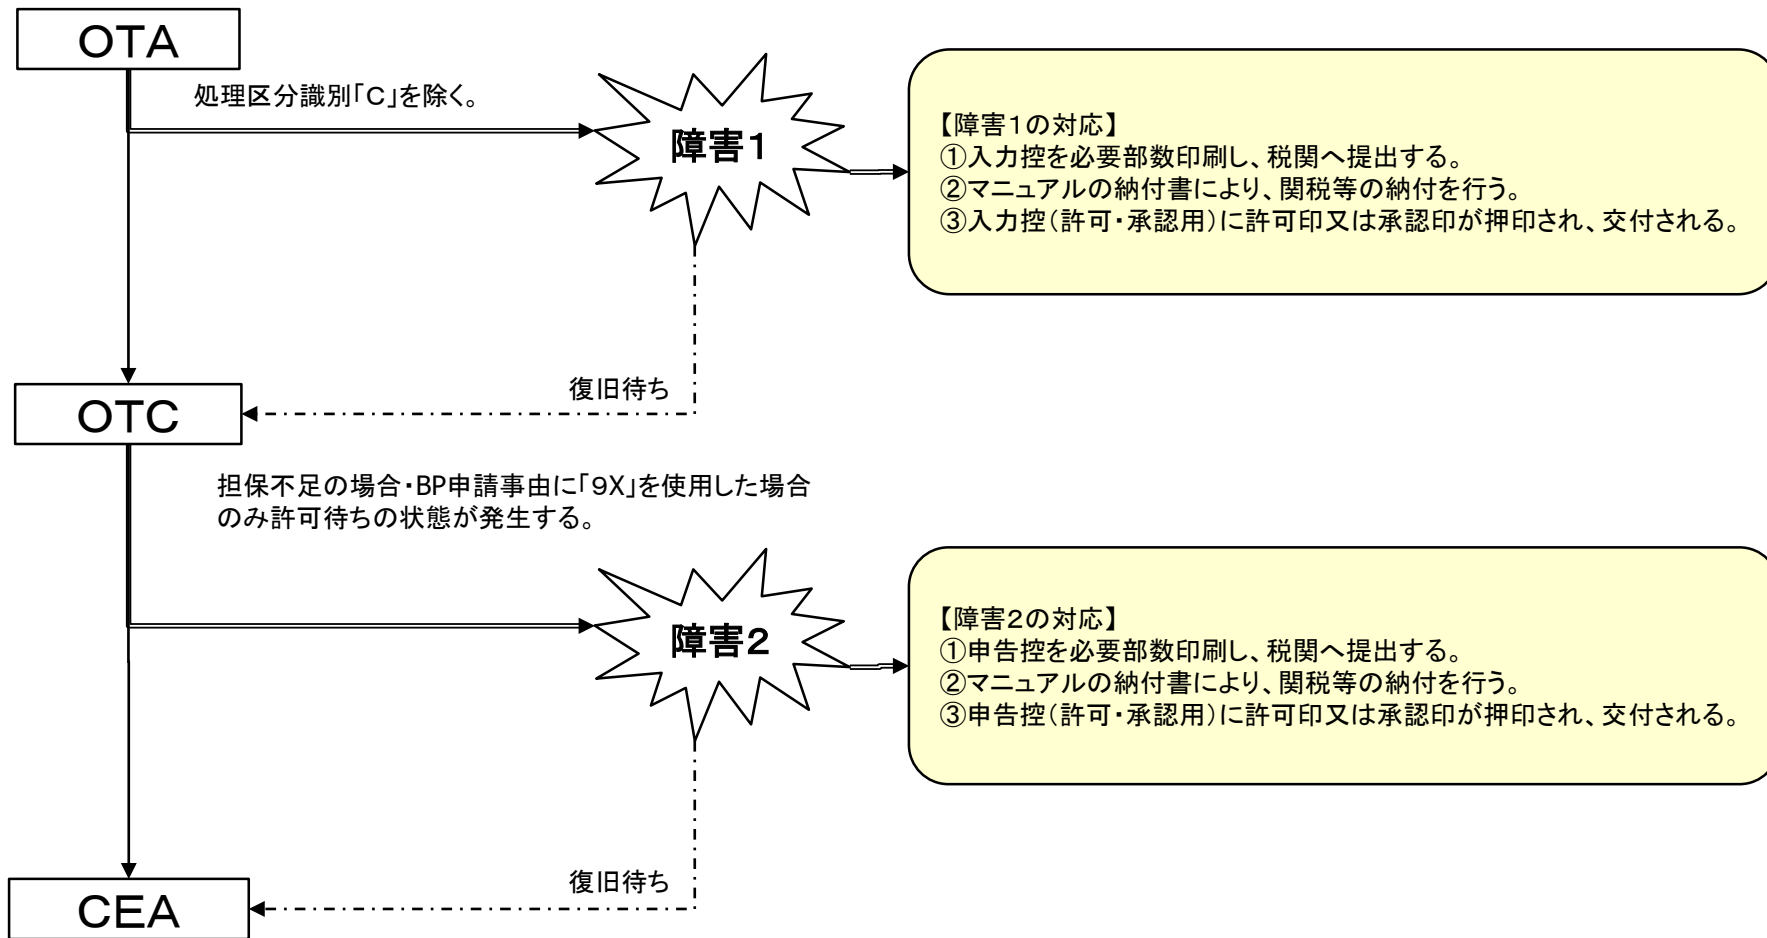 OTA
処理区分識別「C」を除く。
障害1
【障害1の対応】
①入力控を必要部数印刷し、税関へ提出する。
②マニュアルの納付書により、関税等の納付を行う。
③入力控（許可・承認用）に許可印又は承認印が押印され、交付される。
復旧待ち
OTC
担保不足の場合・BP申請事由に「9X」を使用した場合
のみ許可待ちの状態が発生する。
障害2
【障害2の対応】
①申告控を必要部数印刷し、税関へ提出する。
②マニュアルの納付書により、関税等の納付を行う。
③申告控（許可・承認用）に許可印又は承認印が押印され、交付される。
復旧待ち
CEA